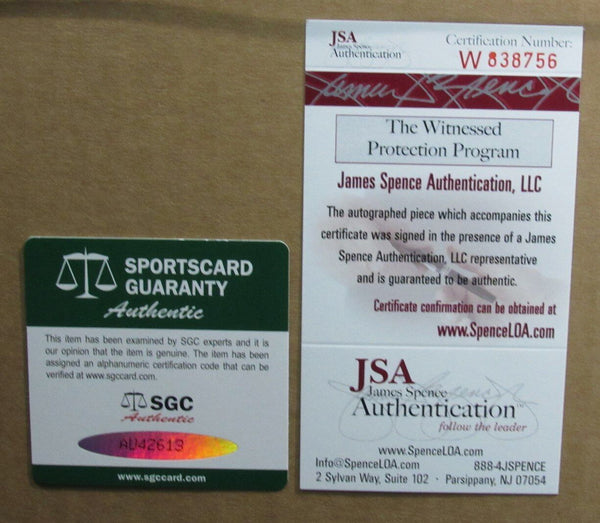 SPORTSCARD
GUARANTY
Authentic
This item has been examined by SGC experts and it is
our opinion that the item is genuine. The item has been
assigned an alphanumeric certification code that can be
verified at www.sgccard.com.
SGC
Authentic
AU42613
www.sgccard.com
JSA
James Spence
Authentication
Certification Number:
W 838756
The Witnessed
Protection Program
James Spence Authentication, LLC
The autographed piece which accompanies this
certificate was signed in the presence of a James
Spence Authentication, LLC representative
and is guaranteed to be authentic.
Certificate confirmation can be obtained at
www.SpenceLOA.com
JSA
James Spence
Authentication™
follow the leader
www.SpenceLOA.com
Info@SpenceLOA.com 888-4JSPENCE
2 Sylvan Way, Suite 102 · Parsippany, NJ 07054